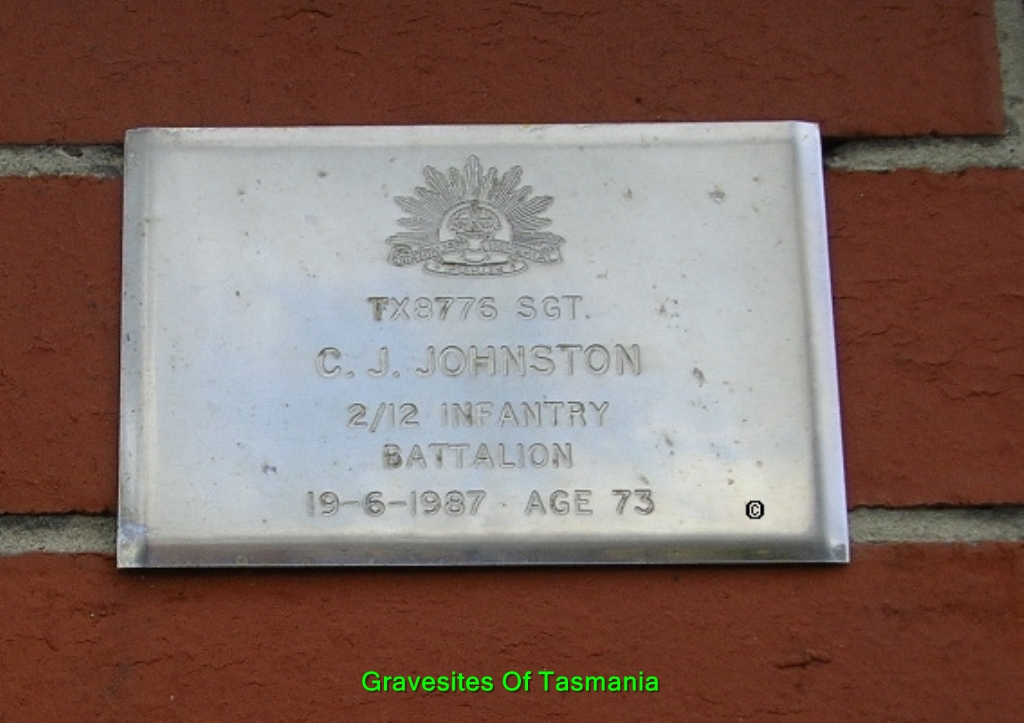 TX8776 SGT.
C. J. JOHNSTON
2/12 INFANTRY
BATTALION
19-6-1987 · AGE 73
©
Gravesites Of Tasmania